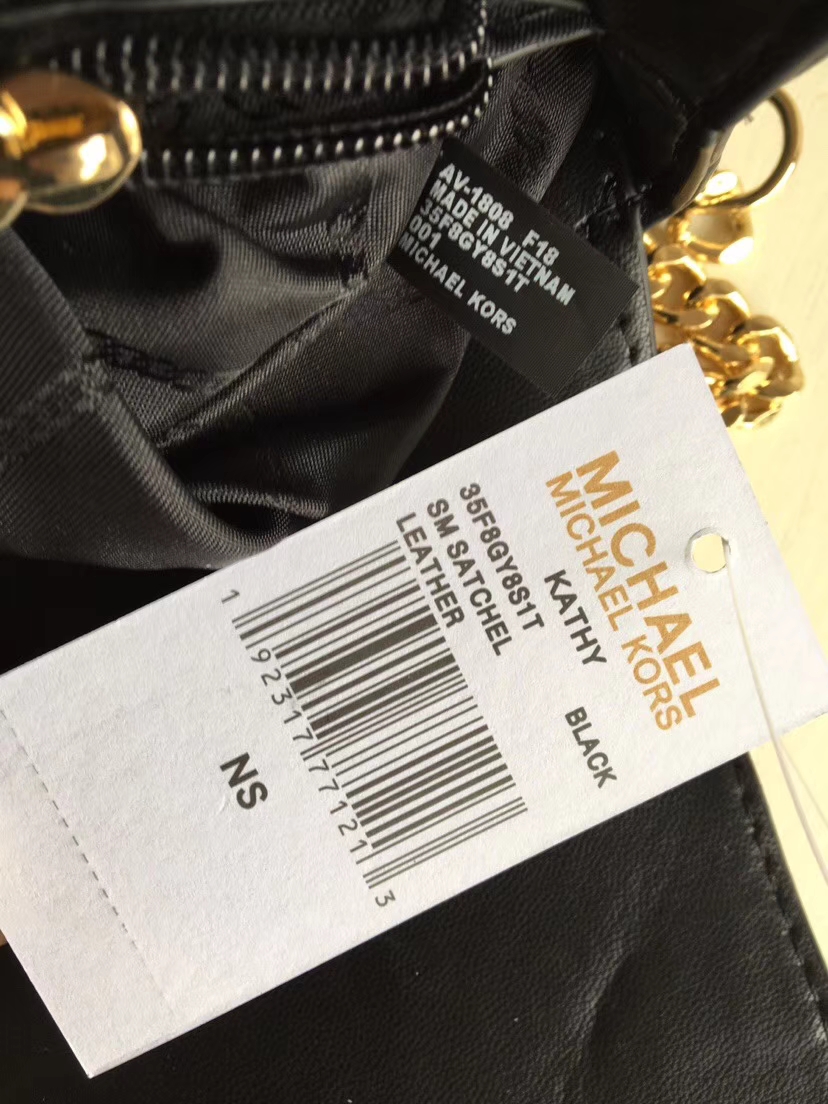 AV-1808 F18
MADE IN VIETNAM
35F8GY8S1T
001
MICHAEL KORS
MICHAEL
MICHAEL KORS
KATHY BLACK
35F8GY8S1T
SM SATCHEL
LEATHER
1 92317 77121 3
NS